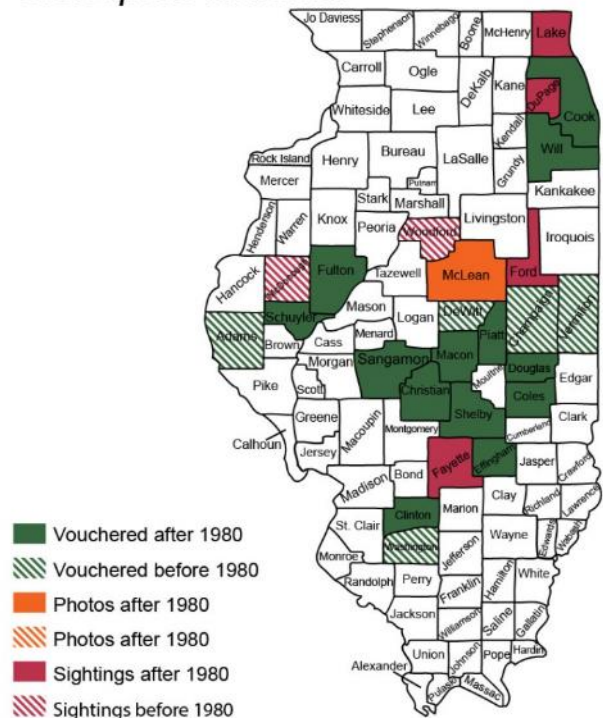 Jo Daviess
Stephenson
Winnebago
Boone
McHenry
Lake
Carroll
Ogle
DeKalb
Kane
DuPage
Cook
Whiteside
Lee
Kendall
Will
Rock Island
Henry
Bureau
LaSalle
Grundy
Kankakee
Mercer
Putnam
Stark
Marshall
Henderson
Warren
Knox
Peoria
Woodford
Livingston
Iroquois
Hancock
Fulton
Tazewell
McLean
Ford
Schuyler
Mason
Logan
DeWitt
Champaign
Vermilion
Adams
Brown
Cass
Menard
Piatt
Macon
Sangamon
Morgan
Douglas
Edgar
Pike
Scott
Christian
Moultrie
Coles
Greene
Macoupin
Shelby
Clark
Calhoun
Jersey
Montgomery
Cumberland
Fayette
Effingham
Jasper
Crawford
Madison
Bond
Clinton
Marion
Clay
Richland
Lawrence
St. Clair
Washington
Jefferson
Wayne
Edwards
Wabash
Monroe
Randolph
Perry
Franklin
Hamilton
White
Jackson
Williamson
Saline
Gallatin
Alexander
Union
Johnson
Pope
Hardin
Pulaski
Massac
Vouchered after 1980
Vouchered before 1980
Photos after 1980
Photos after 1980
Sightings after 1980
Sightings before 1980